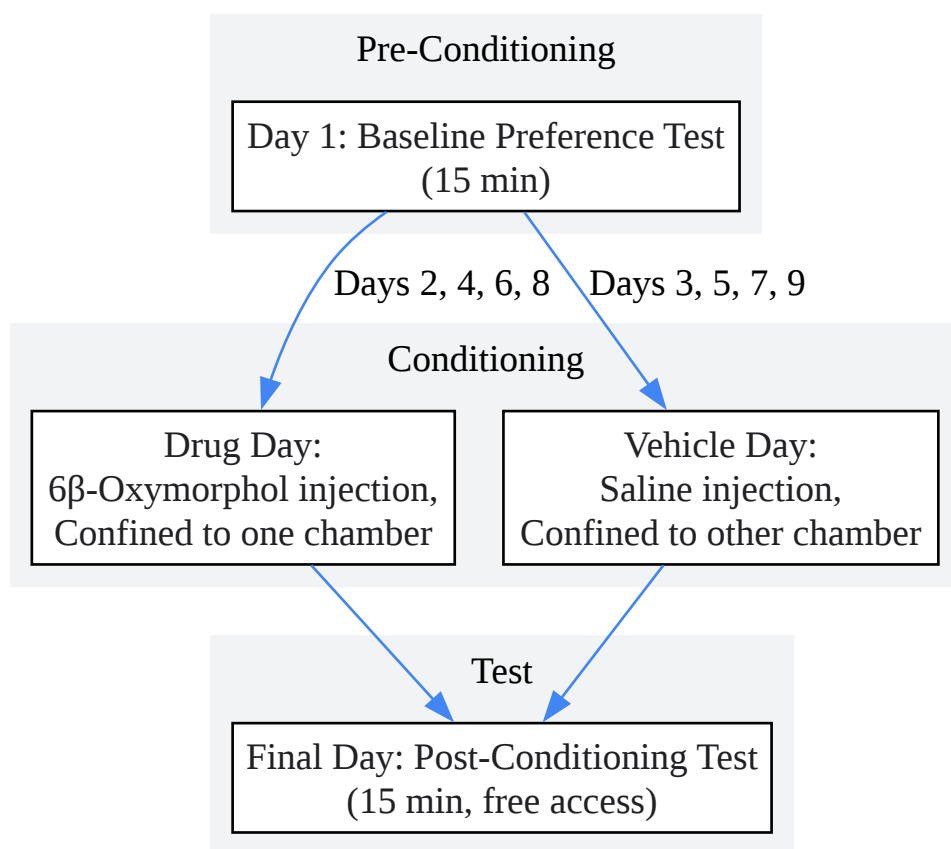 Pre-Conditioning
Day 1: Baseline Preference Test
(15 min)
Days 2, 4, 6, 8
Days 3, 5, 7, 9
Conditioning
Drug Day:
6β-Oxymorphol injection,
Confined to one chamber
Vehicle Day:
Saline injection,
Confined to other chamber
Test
Final Day: Post-Conditioning Test
(15 min, free access)